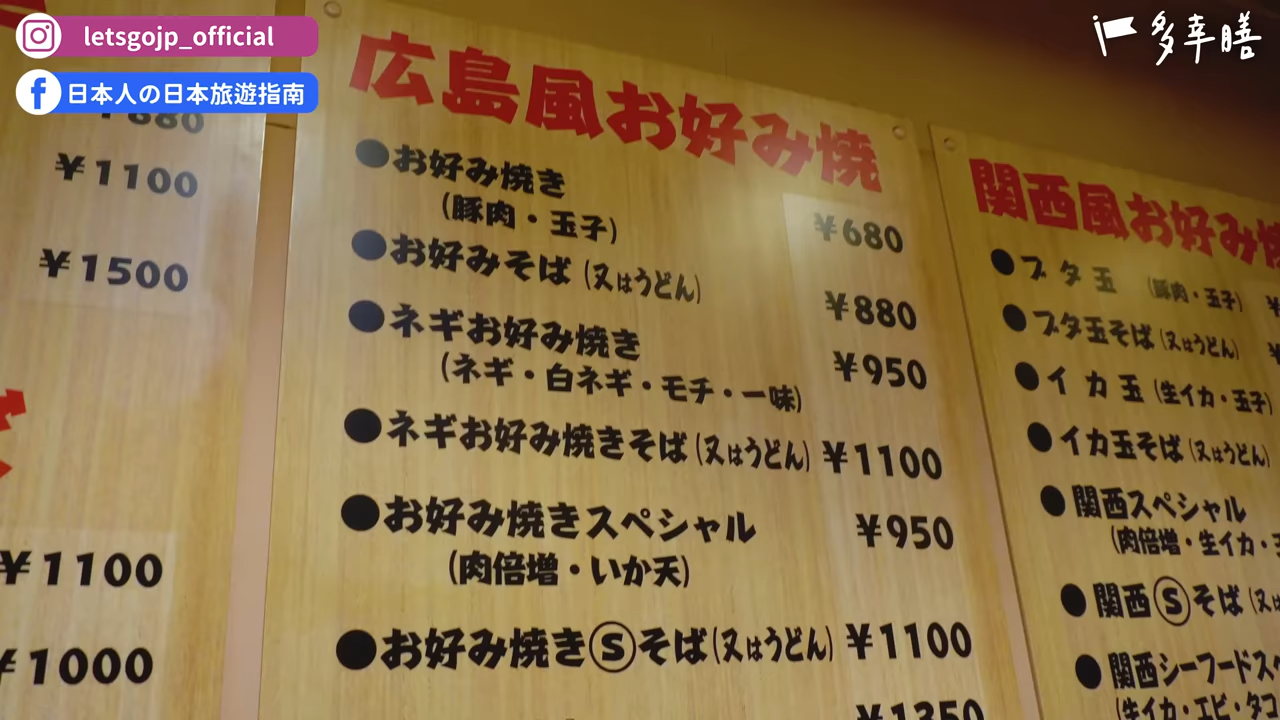 letsgojp_official
日本人の日本旅遊指南
多幸膳
¥1100
¥1500
¥1100
¥1000
広島風お好み焼
●お好み焼き
(豚肉・玉子) ¥680
●お好みそば (又はうどん) ¥880
●ネギお好み焼き ¥950
(ネギ・白ネギ・モチ・一味)
●ネギお好み焼きそば (又はうどん) ¥1100
●お好み焼きスペシャル ¥950
(肉倍増・いか天)
●お好み焼きⓈそば (又はうどん) ¥1100
¥1350
関西風お好み焼
●ブタ玉 (豚肉・玉子) ¥
●ブタ玉そば (又はうどん) ¥
●イカ玉 (生イカ・玉子)
●イカ玉そば (又はうどん)
●関西スペシャル
(肉倍増・生イカ・
●関西Ⓢそば (又は
●関西シーフードス
(生イカ・エビ・タコ